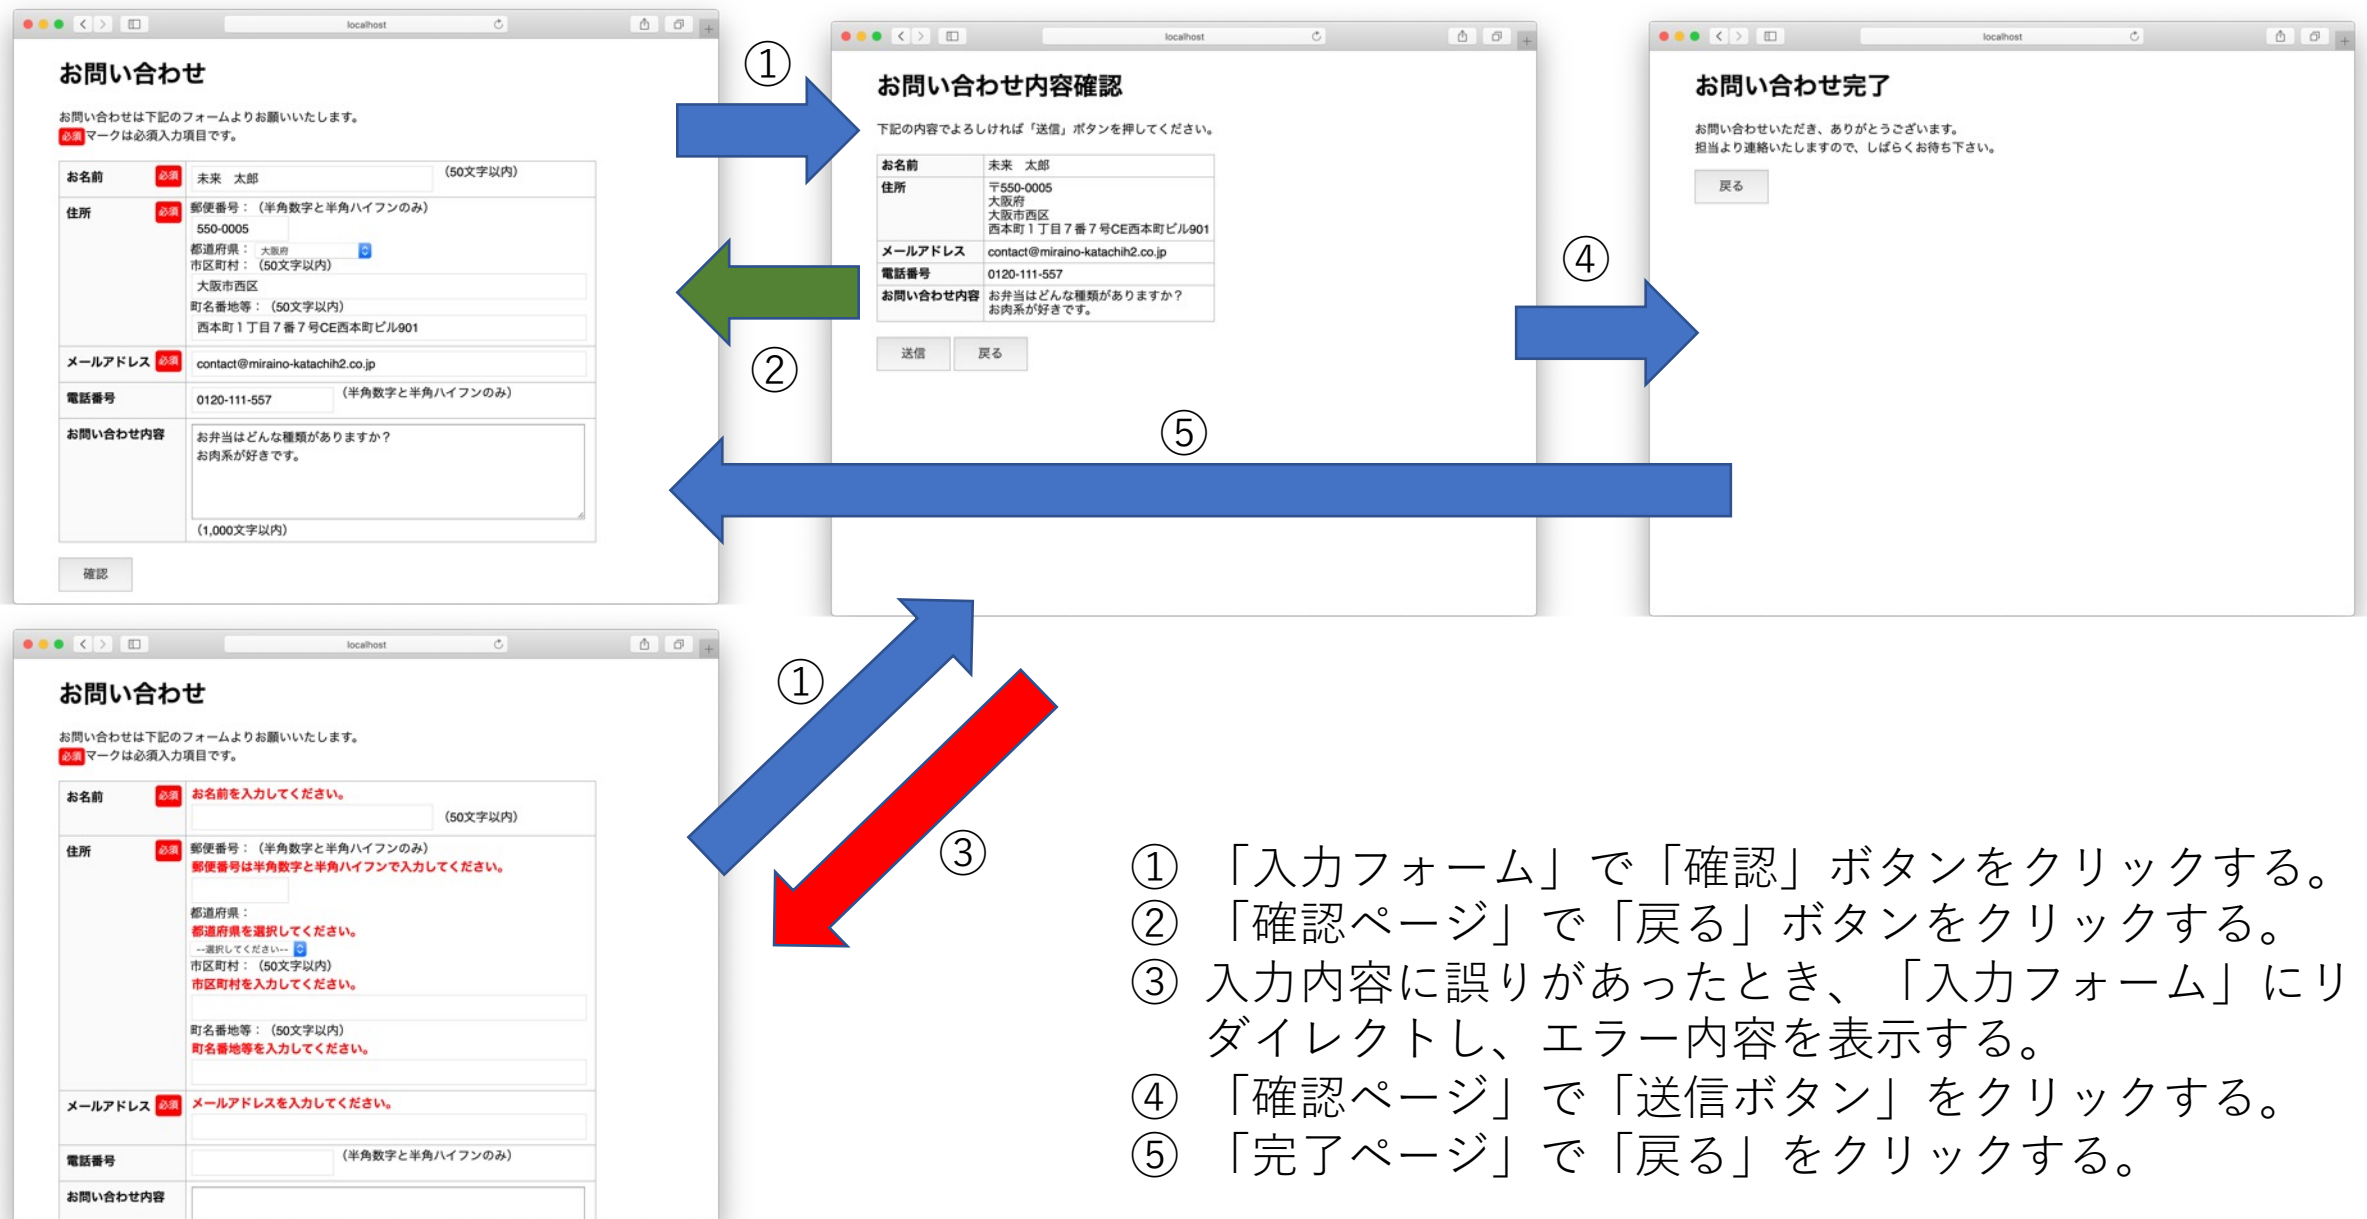 localhost
お問い合わせ
お問い合わせは下記のフォームよりお願いいたします。
必須マークは必須入力項目です。
お名前 必須 未来　太郎 (50文字以内)
住所 必須 郵便番号：(半角数字と半角ハイフンのみ)
550-0005
都道府県： 大阪府
市区町村：(50文字以内)
大阪市西区
町名番地等：(50文字以内)
西本町１丁目７番７号CE西本町ビル901
メールアドレス 必須 contact@miraino-katachih2.co.jp
電話番号 0120-111-557 (半角数字と半角ハイフンのみ)
お問い合わせ内容 お弁当はどんな種類がありますか？
お肉系が好きです。
(1,000文字以内)
確認
①
②
localhost
お問い合わせ内容確認
下記の内容でよろしければ「送信」ボタンを押してください。
お名前 未来　太郎
住所 〒550-0005
大阪府
大阪市西区
西本町１丁目７番７号CE西本町ビル901
メールアドレス contact@miraino-katachih2.co.jp
電話番号 0120-111-557
お問い合わせ内容 お弁当はどんな種類がありますか？
お肉系が好きです。
送信 戻る
④
⑤
localhost
お問い合わせ完了
お問い合わせいただき、ありがとうございます。
担当より連絡いたしますので、しばらくお待ち下さい。
戻る
localhost
お問い合わせ
お問い合わせは下記のフォームよりお願いいたします。
必須マークは必須入力項目です。
お名前 必須 お名前を入力してください。
(50文字以内)
住所 必須 郵便番号：(半角数字と半角ハイフンのみ)
郵便番号は半角数字と半角ハイフンで入力してください。
都道府県：
都道府県を選択してください。
--選択してください--
市区町村：(50文字以内)
市区町村を入力してください。
町名番地等：(50文字以内)
町名番地等を入力してください。
メールアドレス 必須 メールアドレスを入力してください。
電話番号 (半角数字と半角ハイフンのみ)
お問い合わせ内容
①
③
① 「入力フォーム」で「確認」ボタンをクリックする。
② 「確認ページ」で「戻る」ボタンをクリックする。
③ 入力内容に誤りがあったとき、「入力フォーム」にリ
ダイレクトし、エラー内容を表示する。
④ 「確認ページ」で「送信ボタン」をクリックする。
⑤ 「完了ページ」で「戻る」をクリックする。